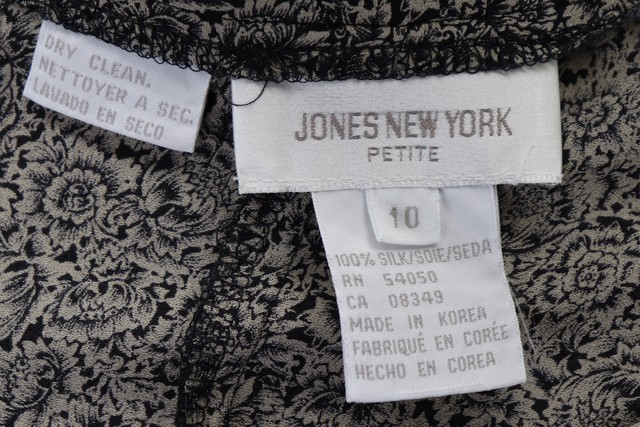 DRY CLEAN.
NETTOYER A SEC.
LAVADO EN SECO
JONES NEW YORK
PETITE
10
100% SILK/SOIE/SEDA
RN 54050
CA 08349
MADE IN KOREA
FABRIQUÉ EN CORÉE
HECHO EN COREA